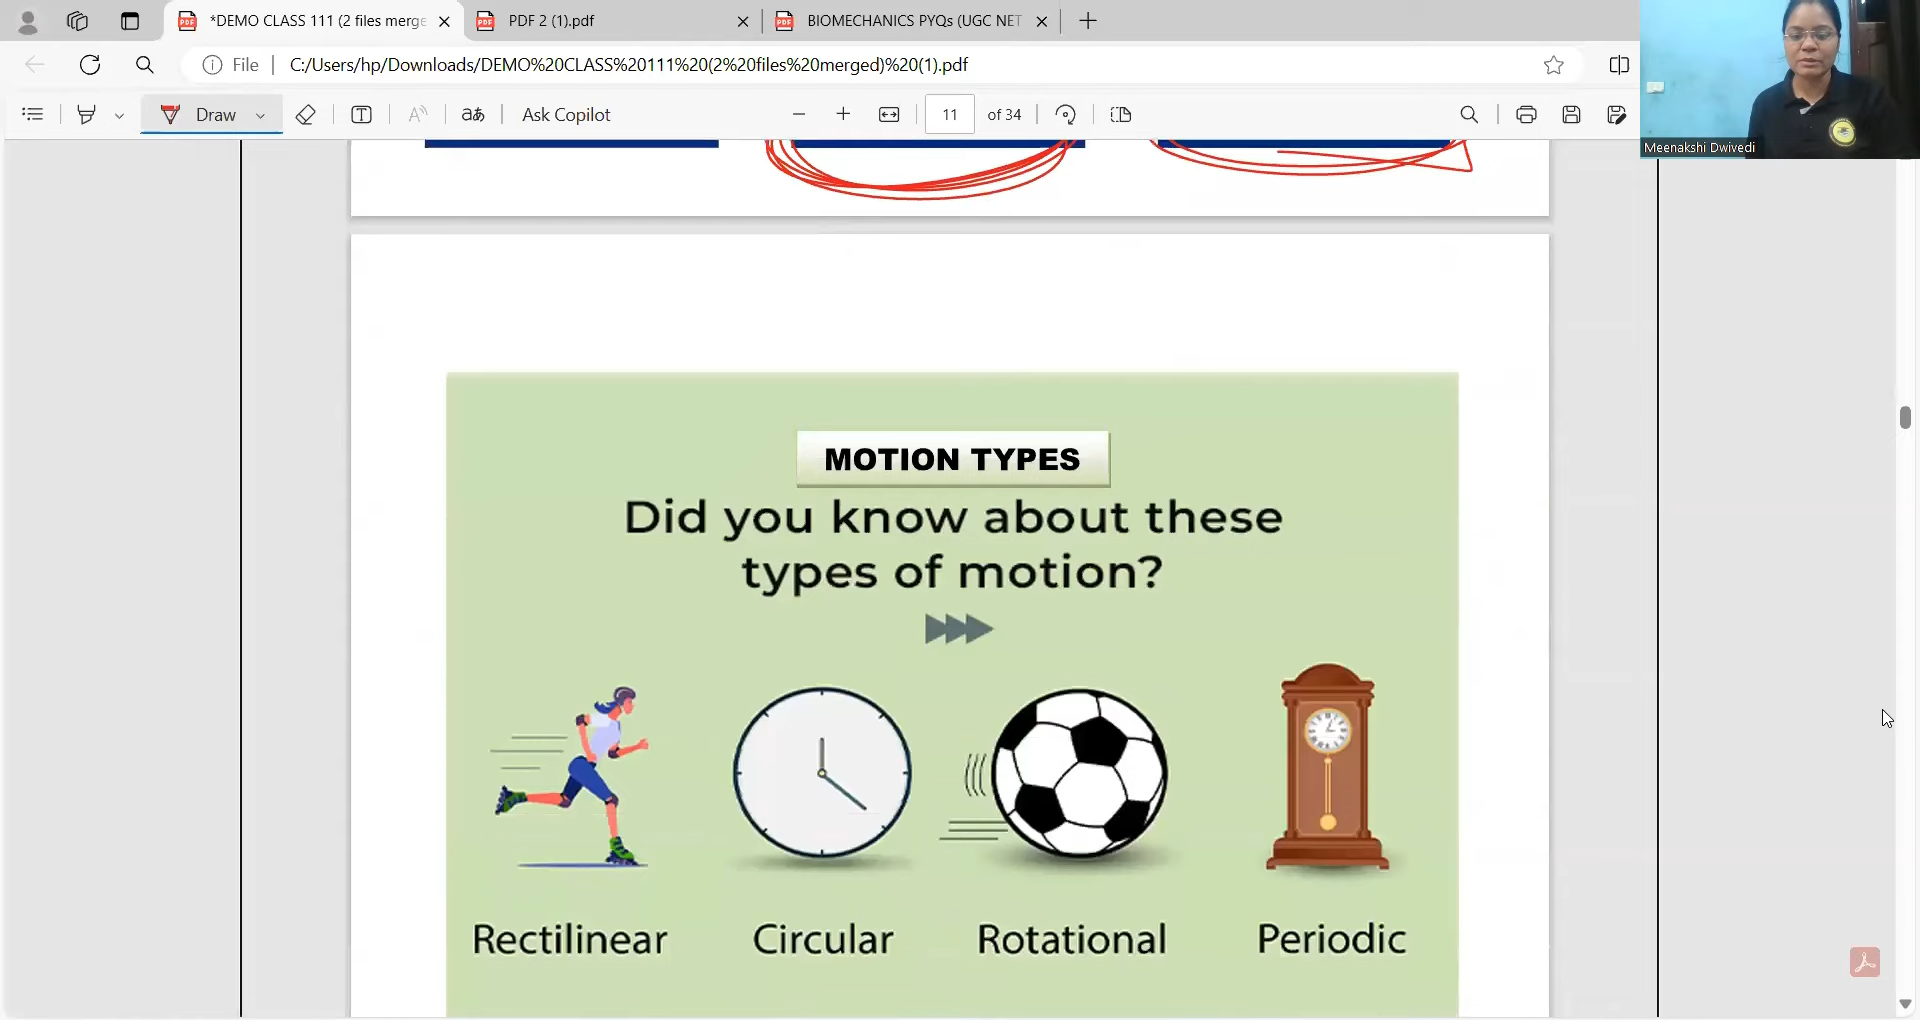 *DEMO CLASS 111 (2 files merge
PDF 2 (1).pdf
BIOMECHANICS PYQs (UGC NET
File
C:/Users/hp/Downloads/DEMO%20CLASS%20111%20(2%20files%20merged)%20(1).pdf
Draw
Ask Copilot
11 of 34
Meenakshi Dwivedi
MOTION TYPES
Did you know about these
types of motion?
Rectilinear
Circular
Rotational
Periodic